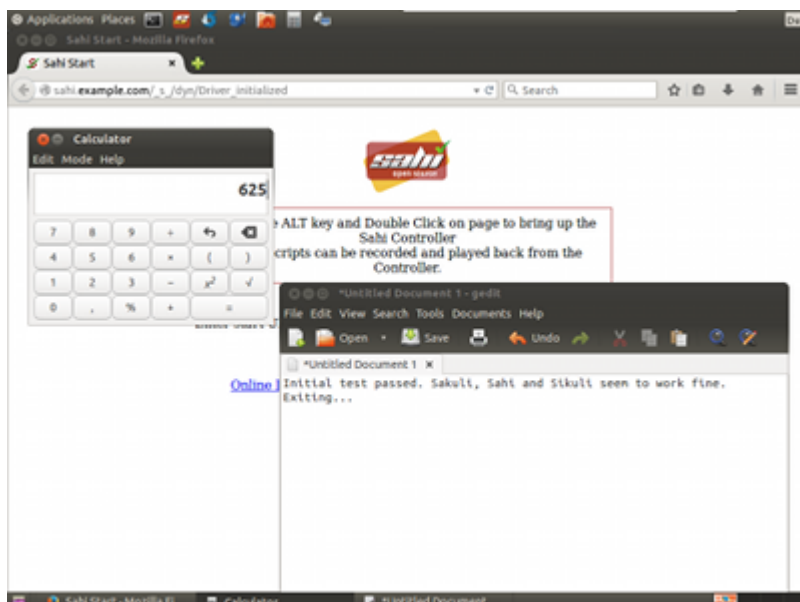 Applications Places
Sahi Start - Mozilla Firefox
Sahi Start
sahi.example.com/_s_/dyn/Driver_initialized
Search
Calculator
Edit Mode Help
625
7 8 9 ÷
4 5 6 × ( )
1 2 3 - x² √
0 , % + =
sahi
open source
ALT key and Double Click on page to bring up the
Sahi Controller
cripts can be recorded and played back from the
Controller.
Online
*Untitled Document 1 - gedit
File Edit View Search Tools Documents Help
Open Save Undo
*Untitled Document 1
Initial test passed. Sakuli, Sahi and Sikuli seem to work fine.
Exiting...
Sahi Start - Mozilla Fi
Calculator
*Untitled Document